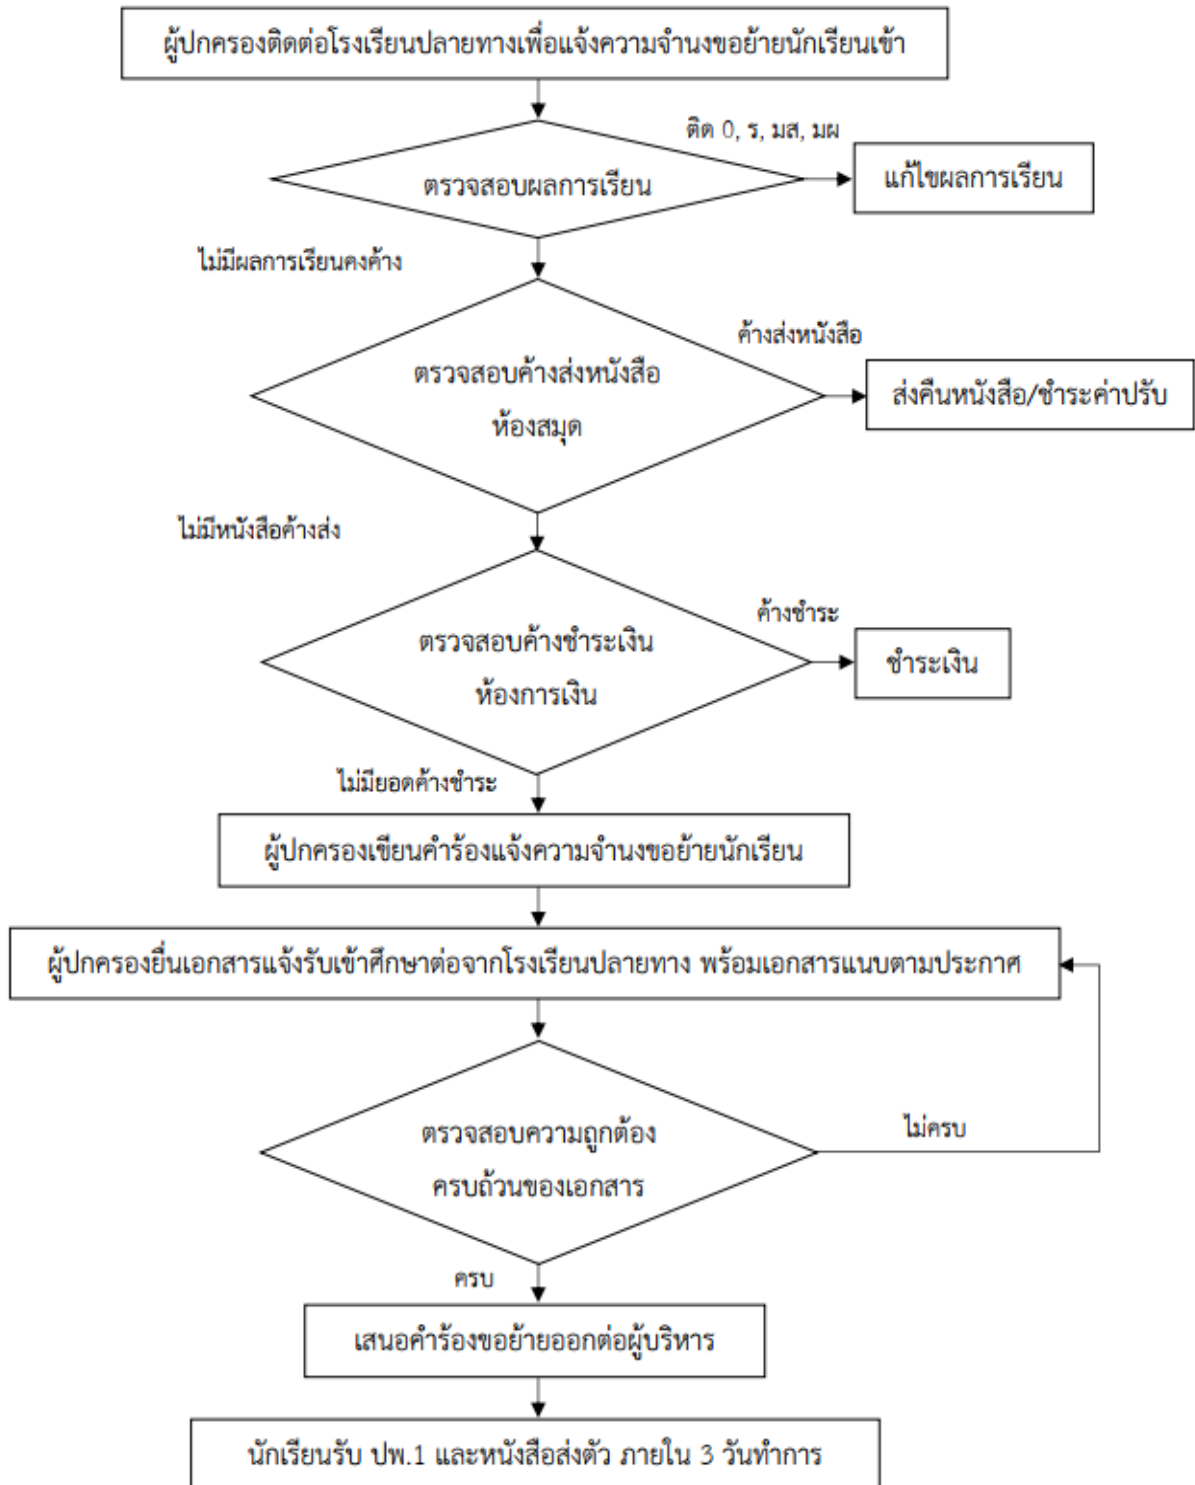 ผู้ปกครองติดต่อโรงเรียนปลายทางเพื่อแจ้งความจำนงขอย้ายนักเรียนเข้า
ติด 0, ร, มส, มผ
ตรวจสอบผลการเรียน
แก้ไขผลการเรียน
ไม่มีผลการเรียนคงค้าง
ค้างส่งหนังสือ
ตรวจสอบค้างส่งหนังสือ
ห้องสมุด
ส่งคืนหนังสือ/ชำระค่าปรับ
ไม่มีหนังสือค้างส่ง
ค้างชำระ
ตรวจสอบค้างชำระเงิน
ห้องการเงิน
ชำระเงิน
ไม่มียอดค้างชำระ
ผู้ปกครองเขียนคำร้องแจ้งความจำนงขอย้ายนักเรียน
ผู้ปกครองยื่นเอกสารแจ้งรับเข้าศึกษาต่อจากโรงเรียนปลายทาง พร้อมเอกสารแนบตามประกาศ
ตรวจสอบความถูกต้อง
ครบถ้วนของเอกสาร
ไม่ครบ
ครบ
เสนอคำร้องขอย้ายออกต่อผู้บริหาร
นักเรียนรับ ปพ.1 และหนังสือส่งตัว ภายใน 3 วันทำการ